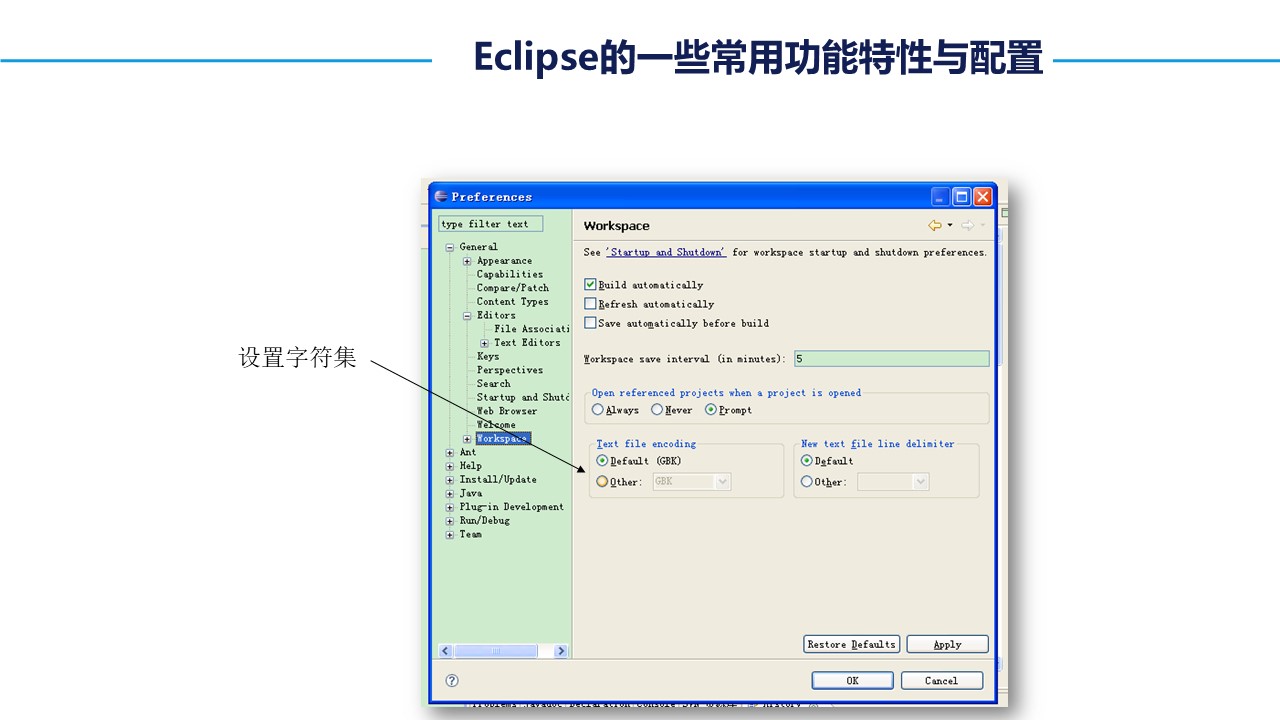 Eclipse的一些常用功能特性与配置
设置字符集
Preferences
type filter text
General
Appearance
Capabilities
Compare/Patch
Content Types
Editors
File Associati
Text Editors
Keys
Perspectives
Search
Startup and Shutd
Web Browser
Welcome
Workspace
Ant
Help
Install/Update
Java
Plug-in Development
Run/Debug
Team
Workspace
See 'Startup and Shutdown' for workspace startup and shutdown preferences.
Build automatically
Refresh automatically
Save automatically before build
Workspace save interval (in minutes): 5
Open referenced projects when a project is opened
Always Never Prompt
Text file encoding
Default (GBK)
Other: GBK
New text file line delimiter
Default
Other:
Restore Defaults Apply
OK Cancel